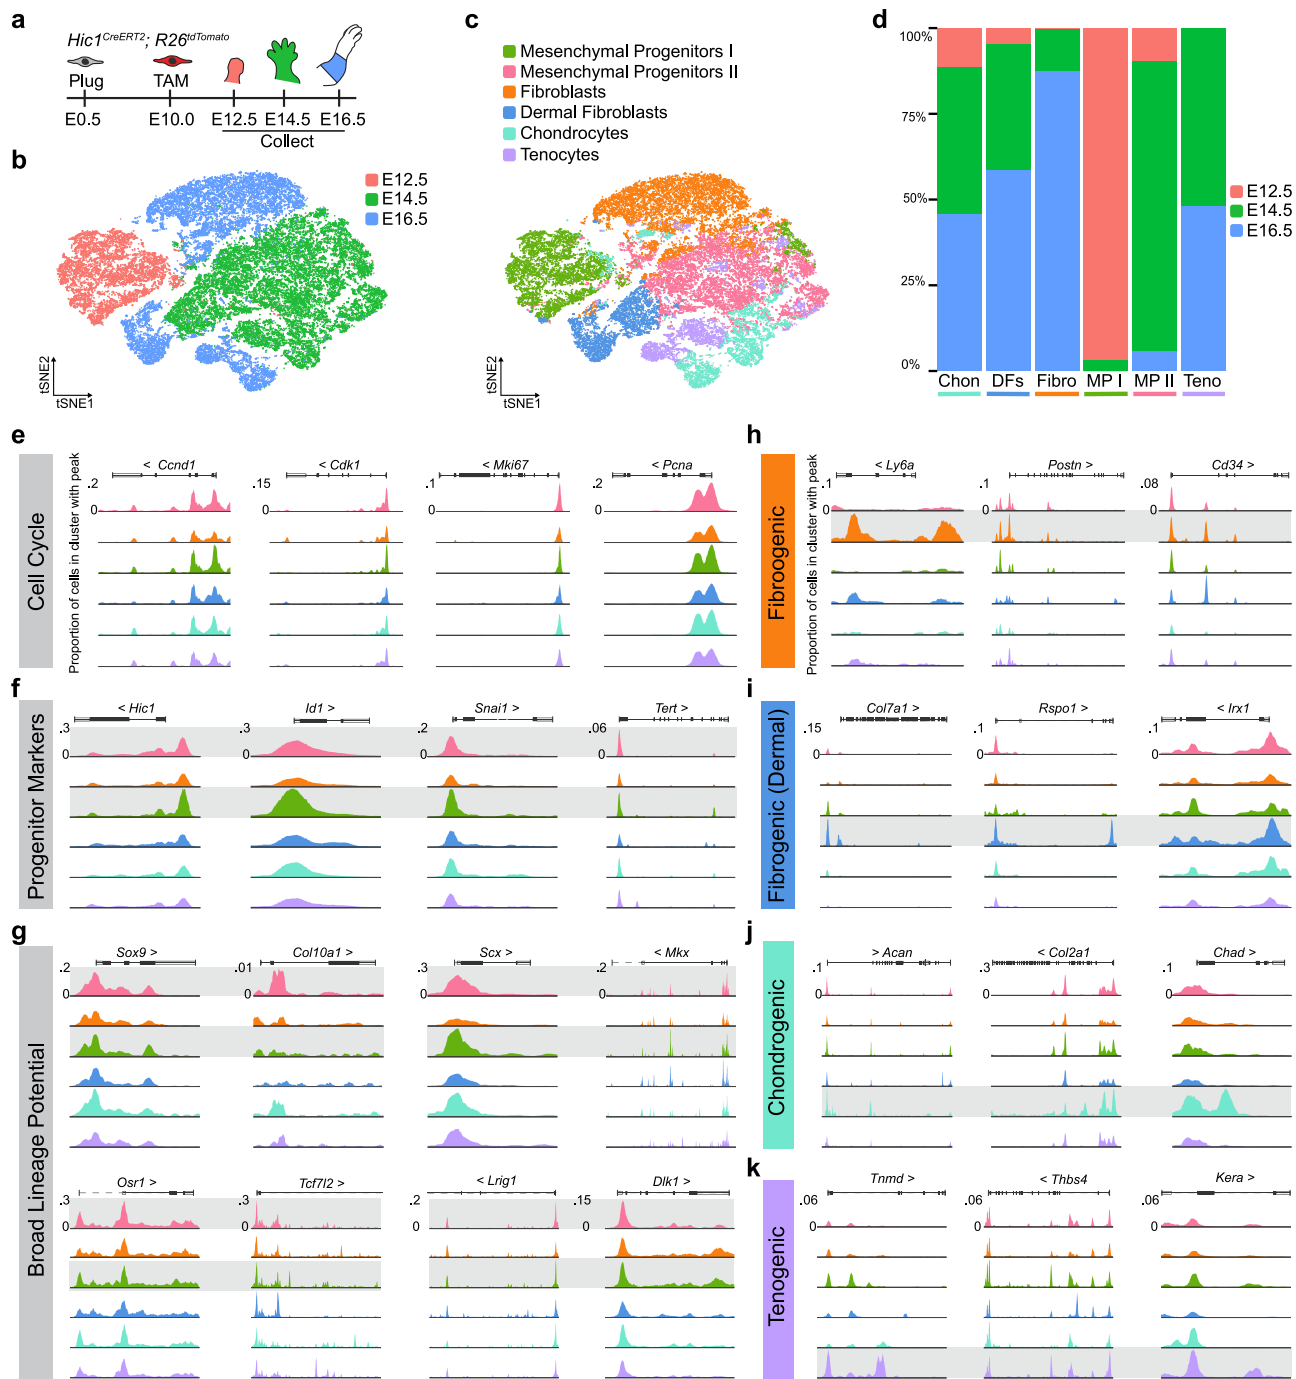 a
Hic1CreERT2; R26tdTomato
Plug
TAM
E0.5
E10.0
E12.5
E14.5
E16.5
Collect
b
E12.5
E14.5
E16.5
tSNE2
tSNE1
c
Mesenchymal Progenitors I
Mesenchymal Progenitors II
Fibroblasts
Dermal Fibroblasts
Chondrocytes
Tenocytes
tSNE2
tSNE1
d
100%
75%
50%
25%
0%
Chon
DFs
Fibro
MP I
MP II
Teno
E12.5
E14.5
E16.5
e
Cell Cycle
Proportion of cells in cluster with peak
< Ccnd1
< Cdk1
< Mki67
< Pcna
.2
0
.15
0
.1
0
.2
0
f
Progenitor Markers
< Hic1
Id1 >
Snai1 >
< Tert
.3
0
.3
0
.2
0
.06
0
g
Broad Lineage Potential
Sox9 >
Col10a1 >
Scx >
< Mkx
.2
0
.01
0
.3
0
.2
0
Osr1 >
Tcf7l2 >
< Lrig1
Dlk1 >
.3
0
.3
0
.2
0
.15
0
h
Fibroogenic
Proportion of cells in cluster with peak
< Ly6a
Postn >
Cd34 >
.1
0
.1
0
.08
0
i
Fibrogenic (Dermal)
Col7a1 >
Rspo1 >
< Irx1
.15
0
.1
0
.1
0
j
Chondrogenic
> Acan
< Col2a1
Chad >
.1
0
.3
0
.1
0
k
Tenogenic
Tnmd >
< Thbs4
Kera >
.06
0
.06
0
.06
0